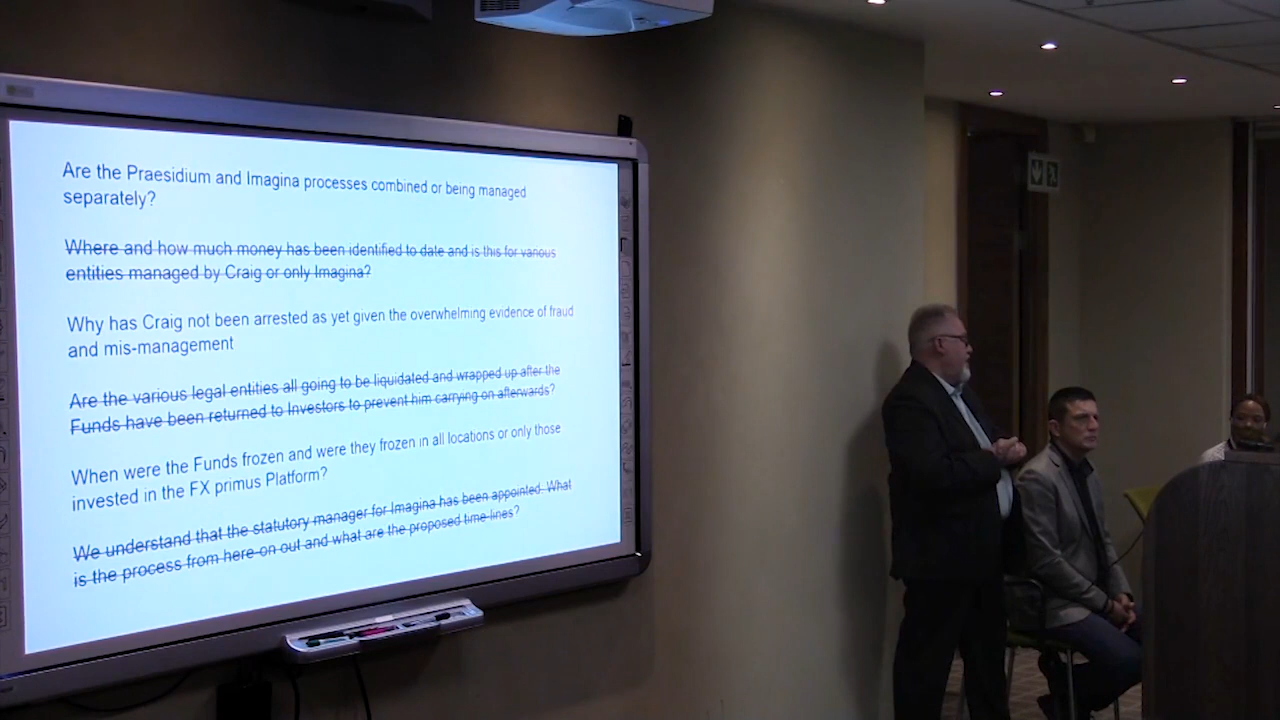 Are the Praesidium and Imagina processes combined or being managed
separately?
Where and how much money has been identified to date and is this for various
entities managed by Craig or only Imagina?
Why has Craig not been arrested as yet given the overwhelming evidence of fraud
and mis-management
Are the various legal entities all going to be liquidated and wrapped up after the
Funds have been returned to Investors to prevent him carrying on afterwards?
When were the Funds frozen and were they frozen in all locations or only those
invested in the FX primus Platform?
We understand that the statutory manager for Imagina has been appointed. What
is the process from here on out and what are the proposed time-lines?